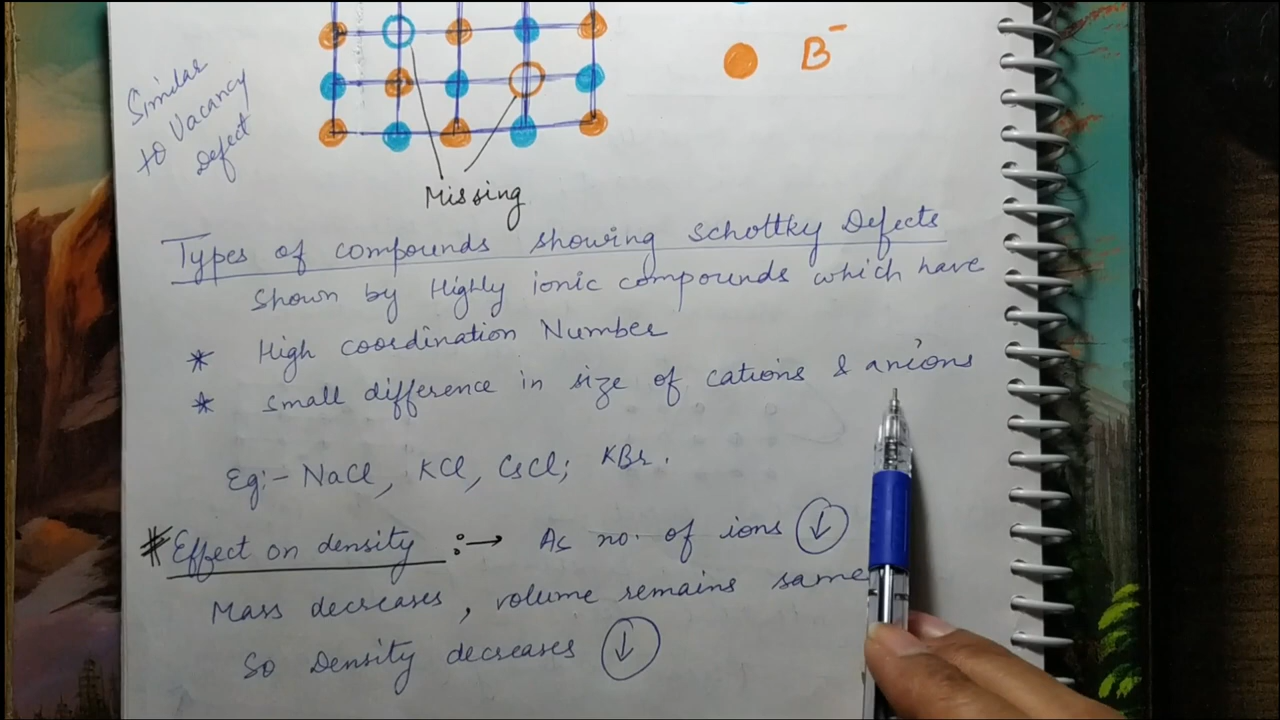 B⁻
Similar
to Vacancy
Defect
Missing
Types of compounds showing Schottky Defects
Shown by Highly ionic compounds which have
* High coordination Number
* Small difference in size of cations & anions
Eg:- NaCl, KCl, CsCl; KBr.
# Effect on density :→ As no. of ions ↓
Mass decreases, volume remains same
So Density decreases ↓